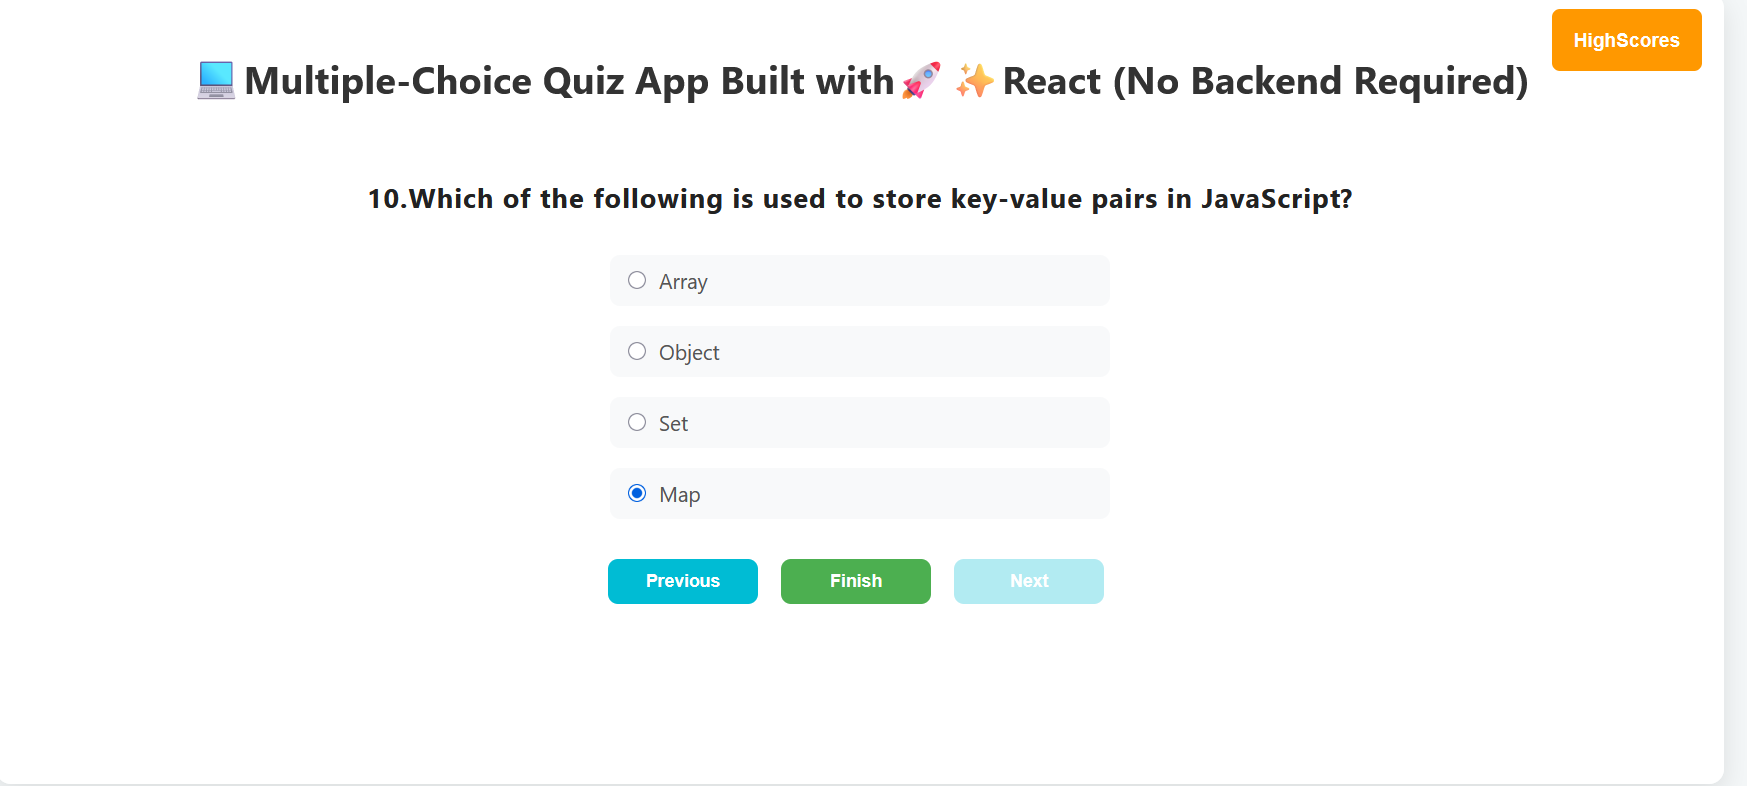 HighScores
💻 Multiple-Choice Quiz App Built with🚀 ✨ React (No Backend Required)
10.Which of the following is used to store key-value pairs in JavaScript?
Array
Object
Set
Map
Previous
Finish
Next